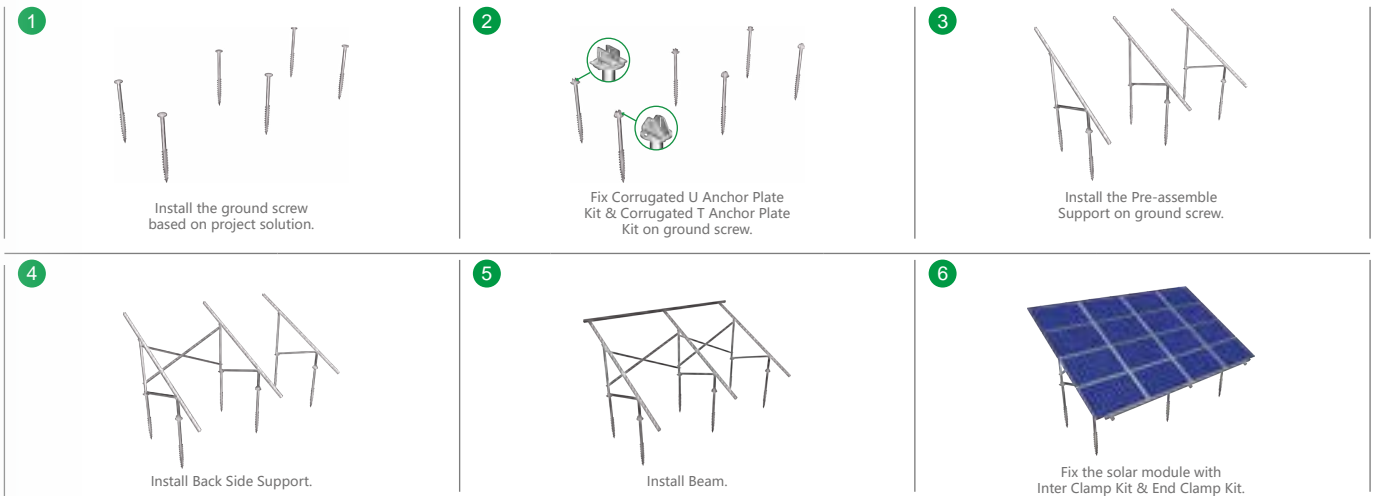 1
Install the ground screw
based on project solution.
2
Fix Corrugated U Anchor Plate
Kit & Corrugated T Anchor Plate
Kit on ground screw.
3
Install the Pre-assemble
Support on ground screw.
4
Install Back Side Support.
5
Install Beam.
6
Fix the solar module with
Inter Clamp Kit & End Clamp Kit.